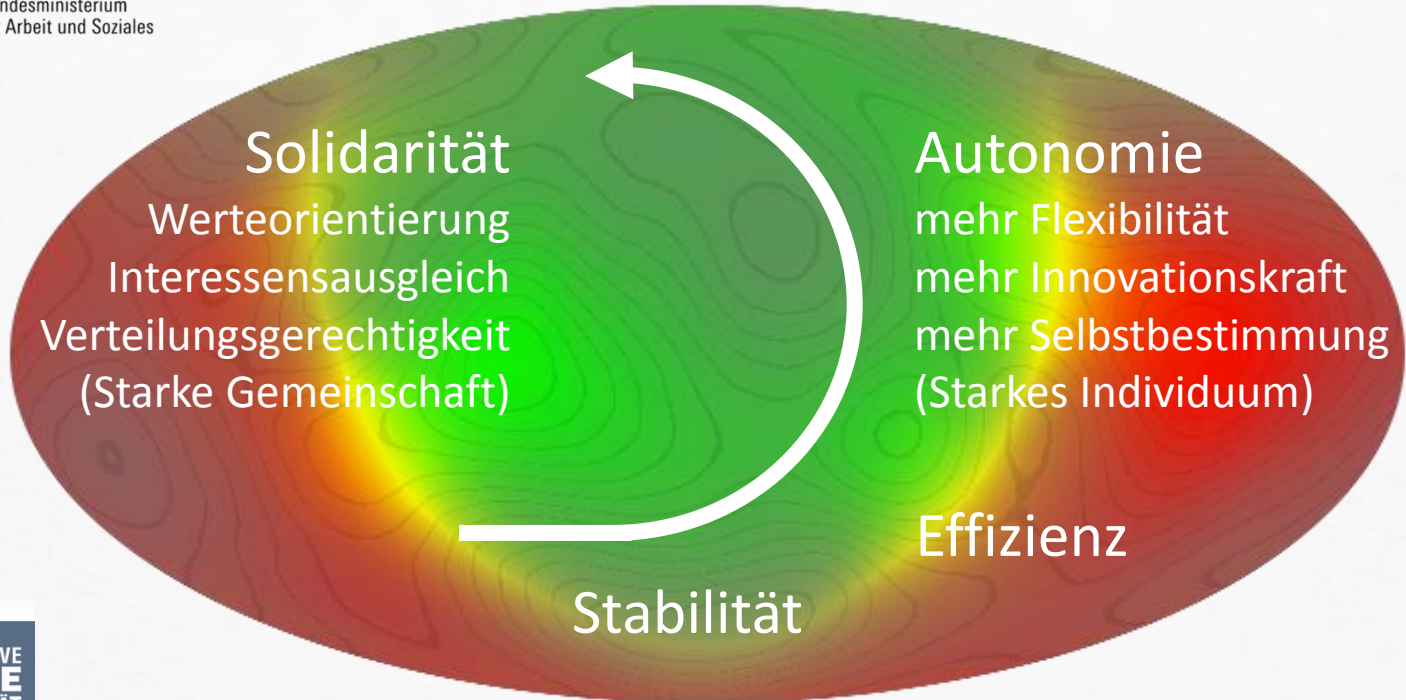 ndesministerium
Arbeit und Soziales
Solidarität
Werteorientierung
Interessensausgleich
Verteilungsgerechtigkeit
(Starke Gemeinschaft)
Autonomie
mehr Flexibilität
mehr Innovationskraft
mehr Selbstbestimmung
(Starkes Individuum)
Effizienz
Stabilität
VE
E